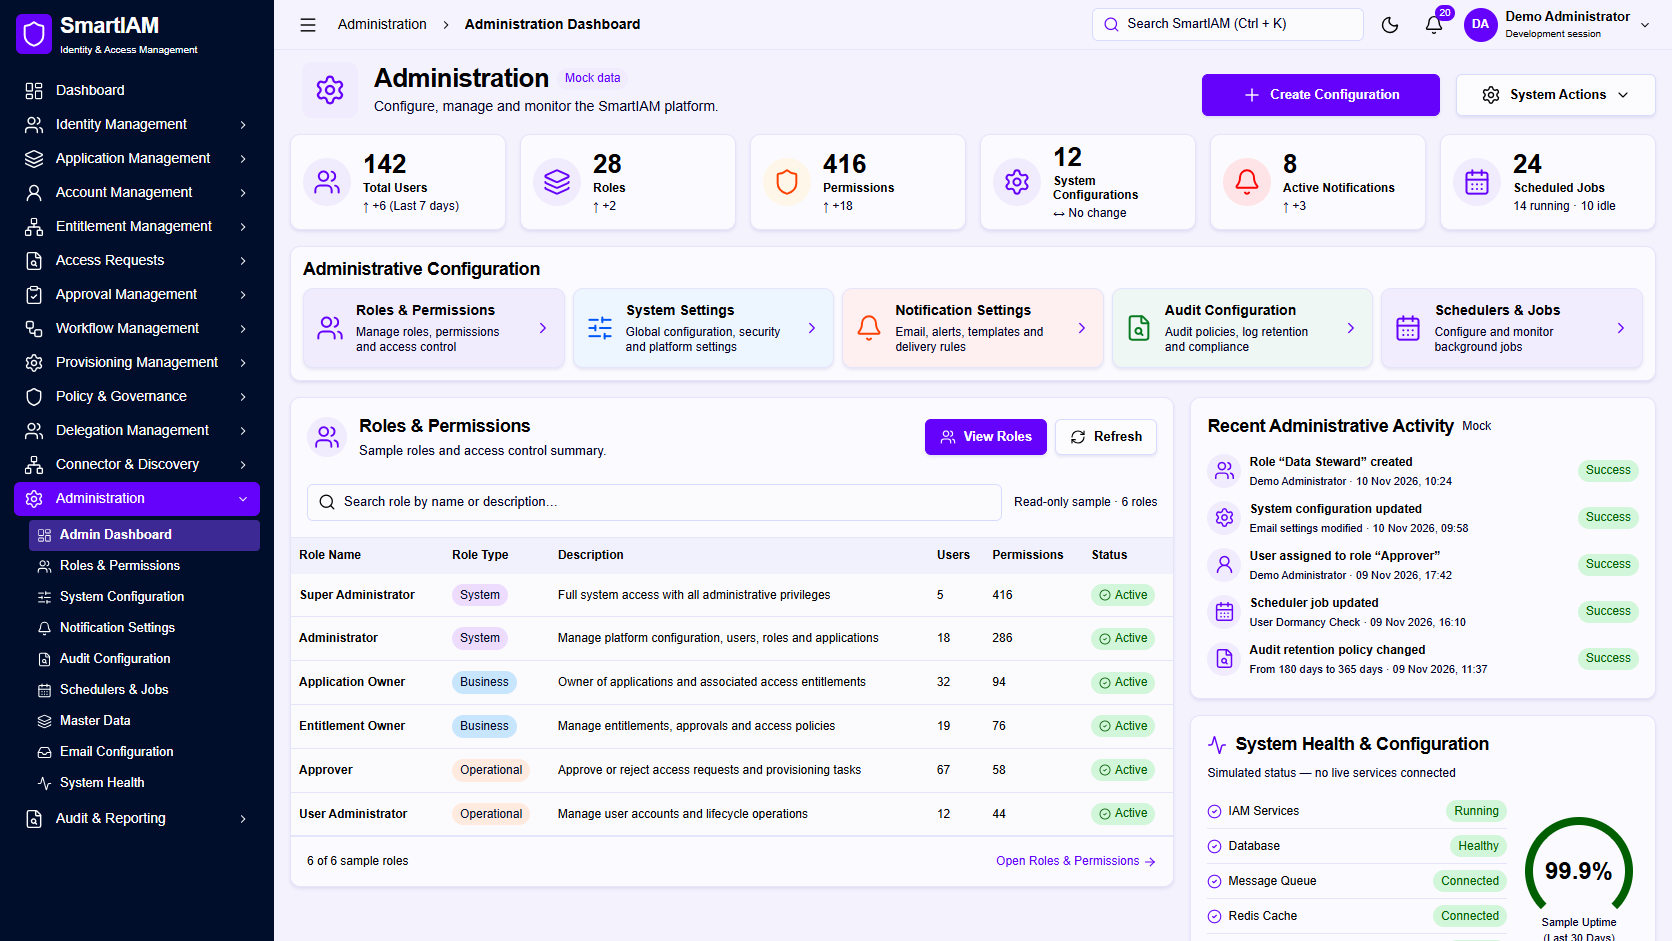 SmartIAM
Identity & Access Management
Dashboard
Identity Management
Application Management
Account Management
Entitlement Management
Access Requests
Approval Management
Workflow Management
Provisioning Management
Policy & Governance
Delegation Management
Connector & Discovery
Administration
Admin Dashboard
Roles & Permissions
System Configuration
Notification Settings
Audit Configuration
Schedulers & Jobs
Master Data
Email Configuration
System Health
Audit & Reporting
Administration
Administration Dashboard
Search SmartIAM (Ctrl + K)
20
DA
Demo Administrator
Development session
Administration
Mock data
Configure, manage and monitor the SmartIAM platform.
Create Configuration
System Actions
142
Total Users
↑ +6 (Last 7 days)
28
Roles
↑ +2
416
Permissions
↑ +18
12
System
Configurations
↔ No change
8
Active Notifications
↑ +3
24
Scheduled Jobs
14 running · 10 idle
Administrative Configuration
Roles & Permissions
Manage roles, permissions
and access control
System Settings
Global configuration, security
and platform settings
Notification Settings
Email, alerts, templates and
delivery rules
Audit Configuration
Audit policies, log retention
and compliance
Schedulers & Jobs
Configure and monitor
background jobs
Roles & Permissions
Sample roles and access control summary.
View Roles
Refresh
Search role by name or description…
Read-only sample · 6 roles
Role Name Role Type Description Users Permissions Status
Super Administrator System Full system access with all administrative privileges 5 416 Active
Administrator System Manage platform configuration, users, roles and applications 18 286 Active
Application Owner Business Owner of applications and associated access entitlements 32 94 Active
Entitlement Owner Business Manage entitlements, approvals and access policies 19 76 Active
Approver Operational Approve or reject access requests and provisioning tasks 67 58 Active
User Administrator Operational Manage user accounts and lifecycle operations 12 44 Active
6 of 6 sample roles
Open Roles & Permissions →
Recent Administrative Activity Mock
Role “Data Steward” created
Demo Administrator · 10 Nov 2026, 10:24
Success
System configuration updated
Email settings modified · 10 Nov 2026, 09:58
Success
User assigned to role “Approver”
Demo Administrator · 09 Nov 2026, 17:42
Success
Scheduler job updated
User Dormancy Check · 09 Nov 2026, 16:10
Success
Audit retention policy changed
From 180 days to 365 days · 09 Nov 2026, 11:37
Success
System Health & Configuration
Simulated status — no live services connected
IAM Services Running
Database Healthy
Message Queue Connected
Redis Cache Connected
99.9%
Sample Uptime
(Last 30 Days)